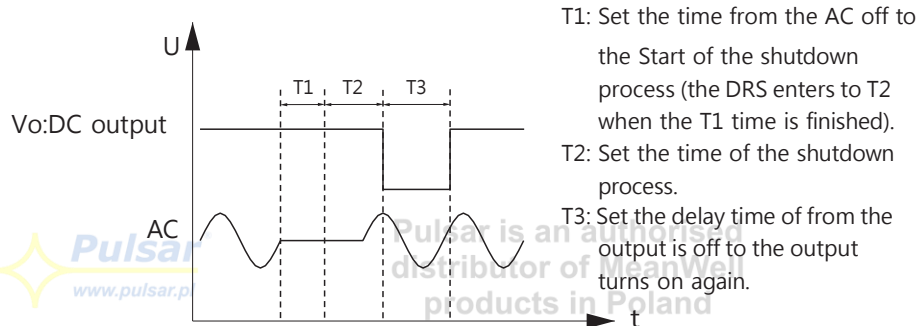 U
T1
T2
T3
Vo:DC output
AC
t
T1: Set the time from the AC off to
the Start of the shutdown
process (the DRS enters to T2
when the T1 time is finished).
T2: Set the time of the shutdown
process.
T3: Set the delay time of from the
output is off to the output
turns on again.
Pulsar
www.pulsar.pl
Pulsar is an authorised
distributor of MeanWell
products in Poland